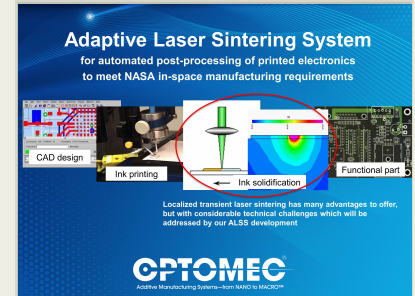 Adaptive Laser Sintering System
for automated post-processing of printed electronics
to meet NASA in-space manufacturing requirements
CAD design
Ink printing
Ink solidification
Functional part
Localized transient laser sintering has many advantages to offer,
but with considerable technical challenges which will be
addressed by our ALSS development
OPTOMEC
Additive Manufacturing Systems—from NANO to MACRO™